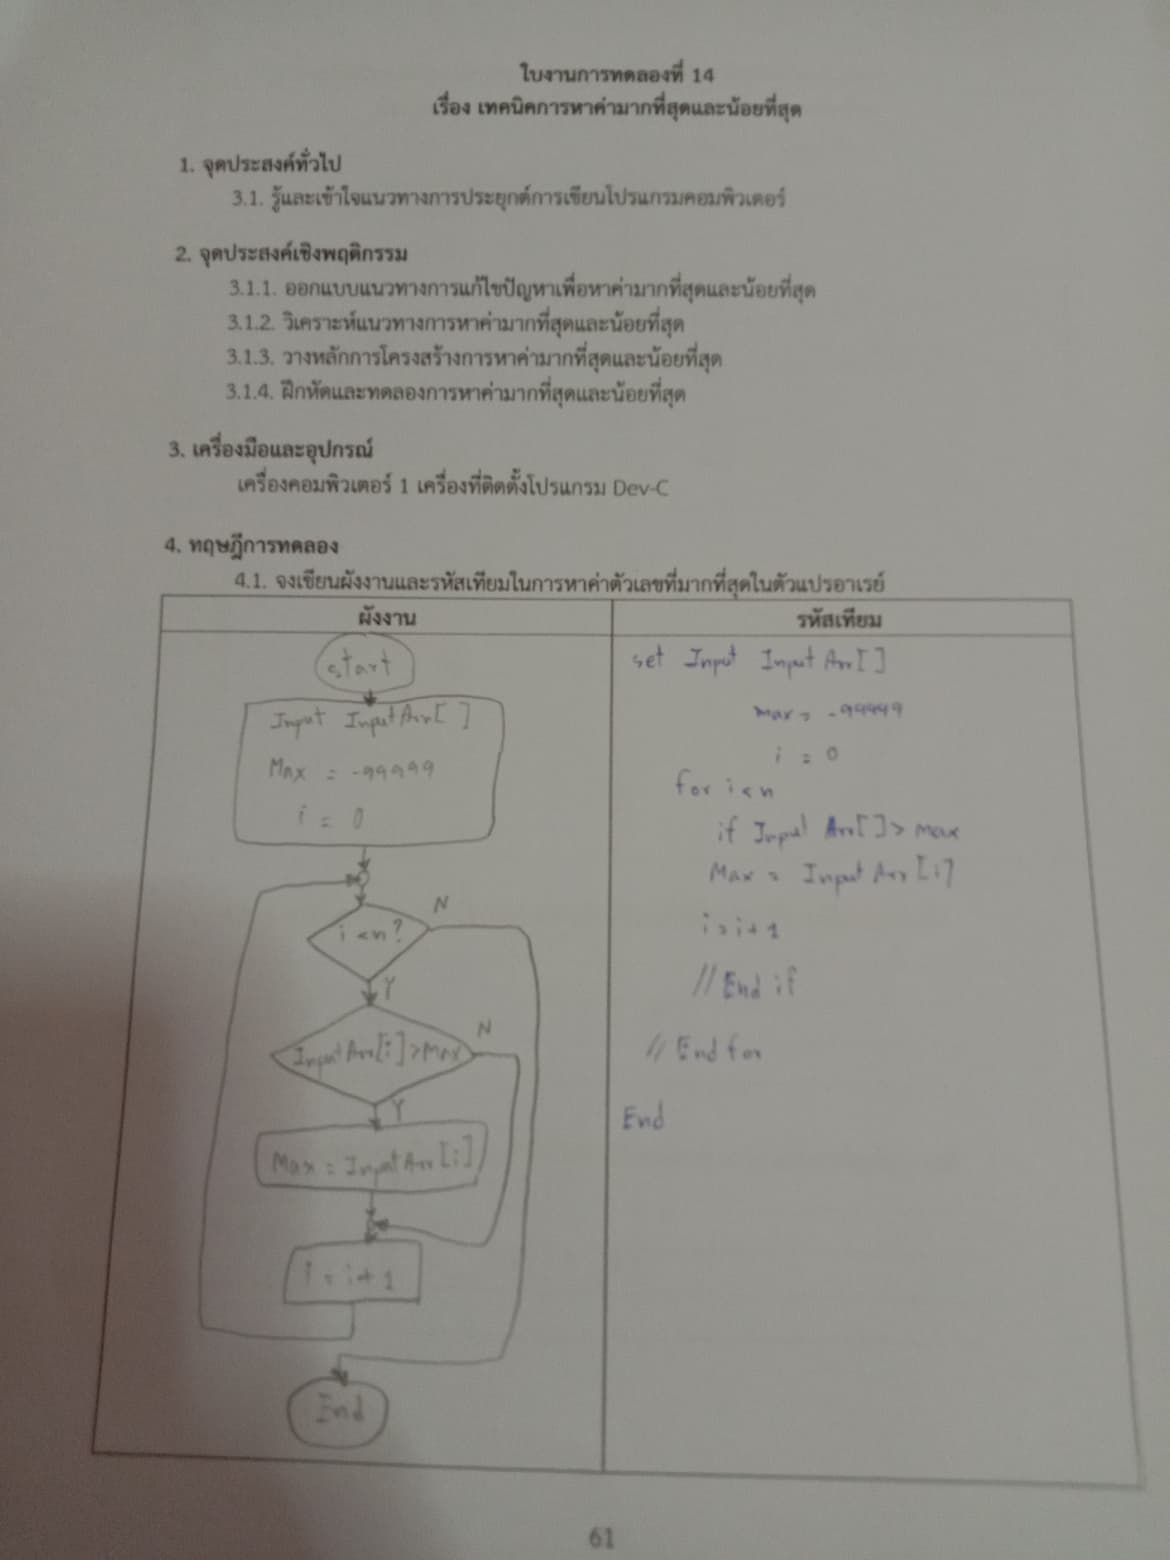 ใบงานการทดลองที่ 14
เรื่อง เทคนิคการหาค่ามากที่สุดและน้อยที่สุด
1. จุดประสงค์ทั่วไป
3.1. รู้และเข้าใจแนวทางการประยุกต์การเขียนโปรแกรมคอมพิวเตอร์
2. จุดประสงค์เชิงพฤติกรรม
3.1.1. ออกแบบแนวทางการแก้ไขปัญหาเพื่อหาค่ามากที่สุดและน้อยที่สุด
3.1.2. วิเคราะห์แนวทางการหาค่ามากที่สุดและน้อยที่สุด
3.1.3. วางหลักการโครงสร้างการหาค่ามากที่สุดและน้อยที่สุด
3.1.4. ฝึกหัดและทดลองการหาค่ามากที่สุดและน้อยที่สุด
3. เครื่องมือและอุปกรณ์
เครื่องคอมพิวเตอร์ 1 เครื่องที่ติดตั้งโปรแกรม Dev-C
4. ทฤษฎีการทดลอง
4.1. จงเขียนผังงานและรหัสเทียมในการหาค่าตัวเลขที่มากที่สุดในตัวแปรอาเรย์
ผังงาน
start
Input InputArr[ ]
Max = -99999
i = 0
i <n?
N
Y
InputArr[i]>Max
N
Y
Max = InputArr[i]
i = i+1
End
รหัสเทียม
set Input InputArr[]
max = -99999
i = 0
for i<n
if Input Arr[]> max
Max = InputArr[i]
i = i+1
//End if
// End for
End
61